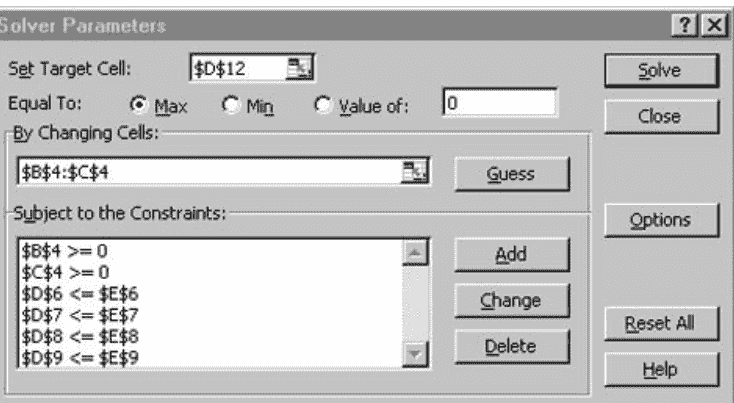 Solver Parameters
? X
Set Target Cell: $D$12 Solve
Equal To: Max Min Value of: 0
Close
By Changing Cells:
$B$4:$C$4 Guess
Subject to the Constraints: Options
$B$4 >= 0 Add
$C$4 >= 0
$D$6 <= $E$6
$D$7 <= $E$7 Change
$D$8 <= $E$8 Reset All
$D$9 <= $E$9 Delete
Help